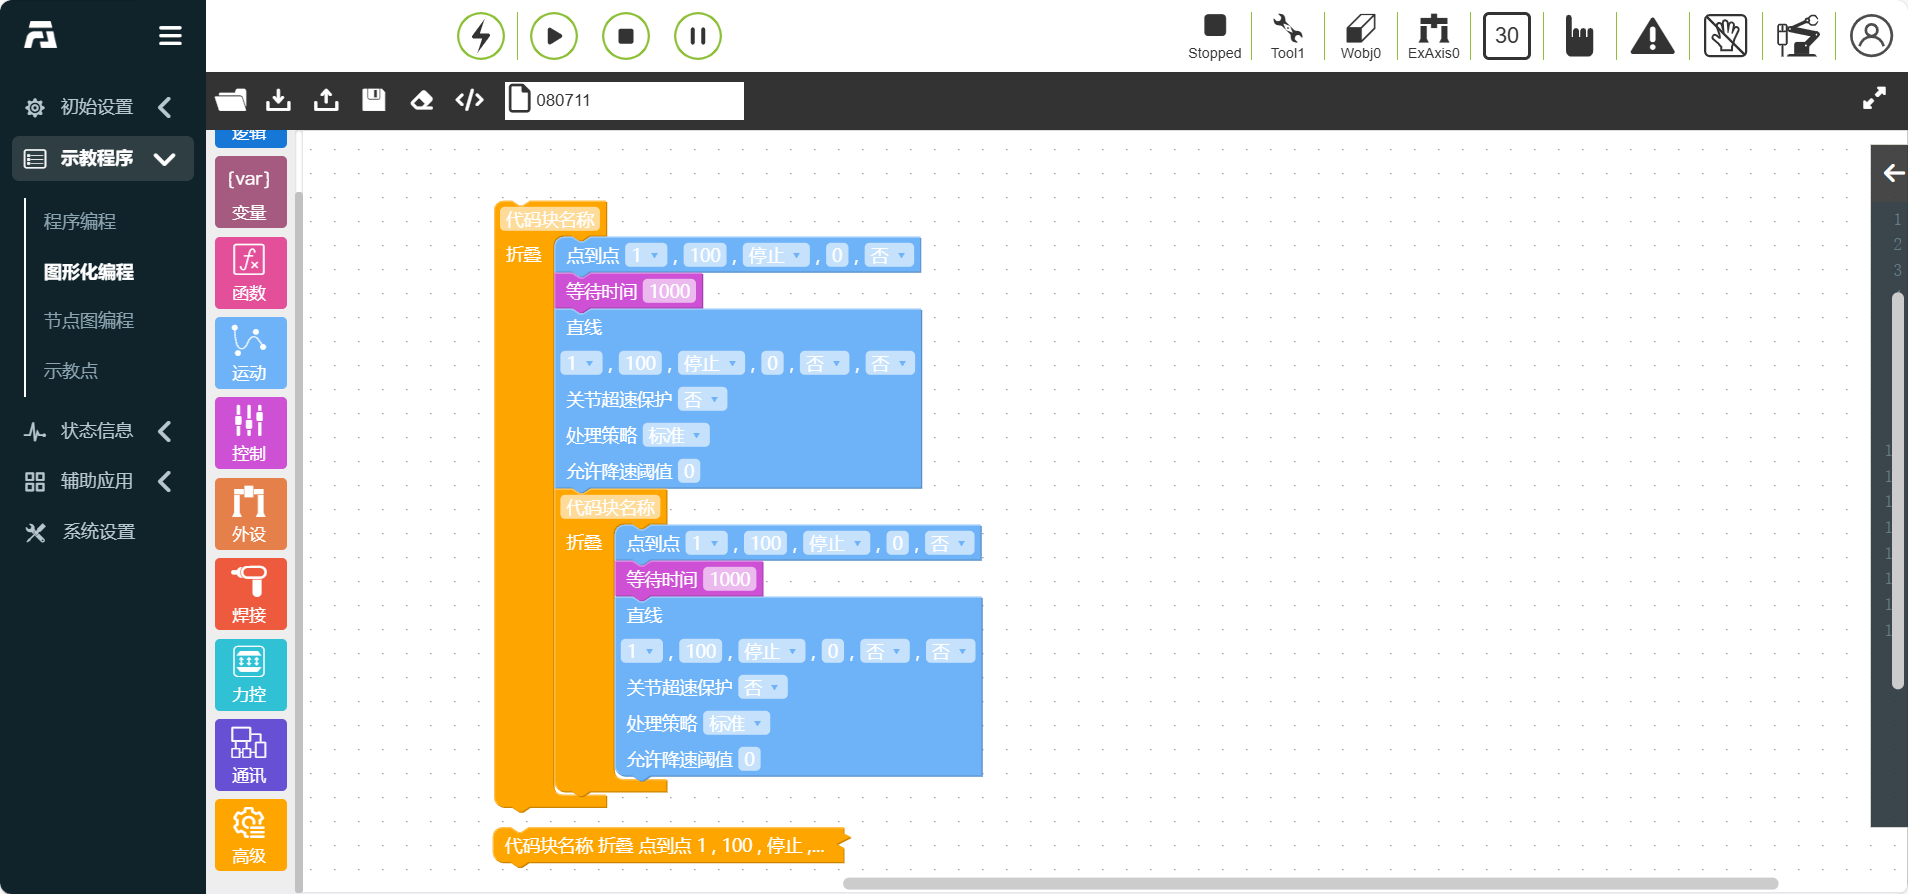 Stopped
Tool1
Wobj0
ExAxis0
30
080711
初始设置
示教程序
程序编程
图形化编程
节点图编程
示教点
状态信息
辅助应用
系统设置
逻辑
{var}
变量
函数
运动
控制
外设
焊接
力控
通讯
高级
代码块名称
折叠 点到点 1 , 100 , 停止 , 0 , 否
等待时间 1000
直线
1 , 100 , 停止 , 0 , 否 , 否
关节超速保护 否
处理策略 标准
允许降速阈值 0
代码块名称
折叠 点到点 1 , 100 , 停止 , 0 , 否
等待时间 1000
直线
1 , 100 , 停止 , 0 , 否 , 否
关节超速保护 否
处理策略 标准
允许降速阈值 0
代码块名称 折叠 点到点 1 , 100 , 停止 ,...
1
2
3
1
1
1
1
1
1
1
1